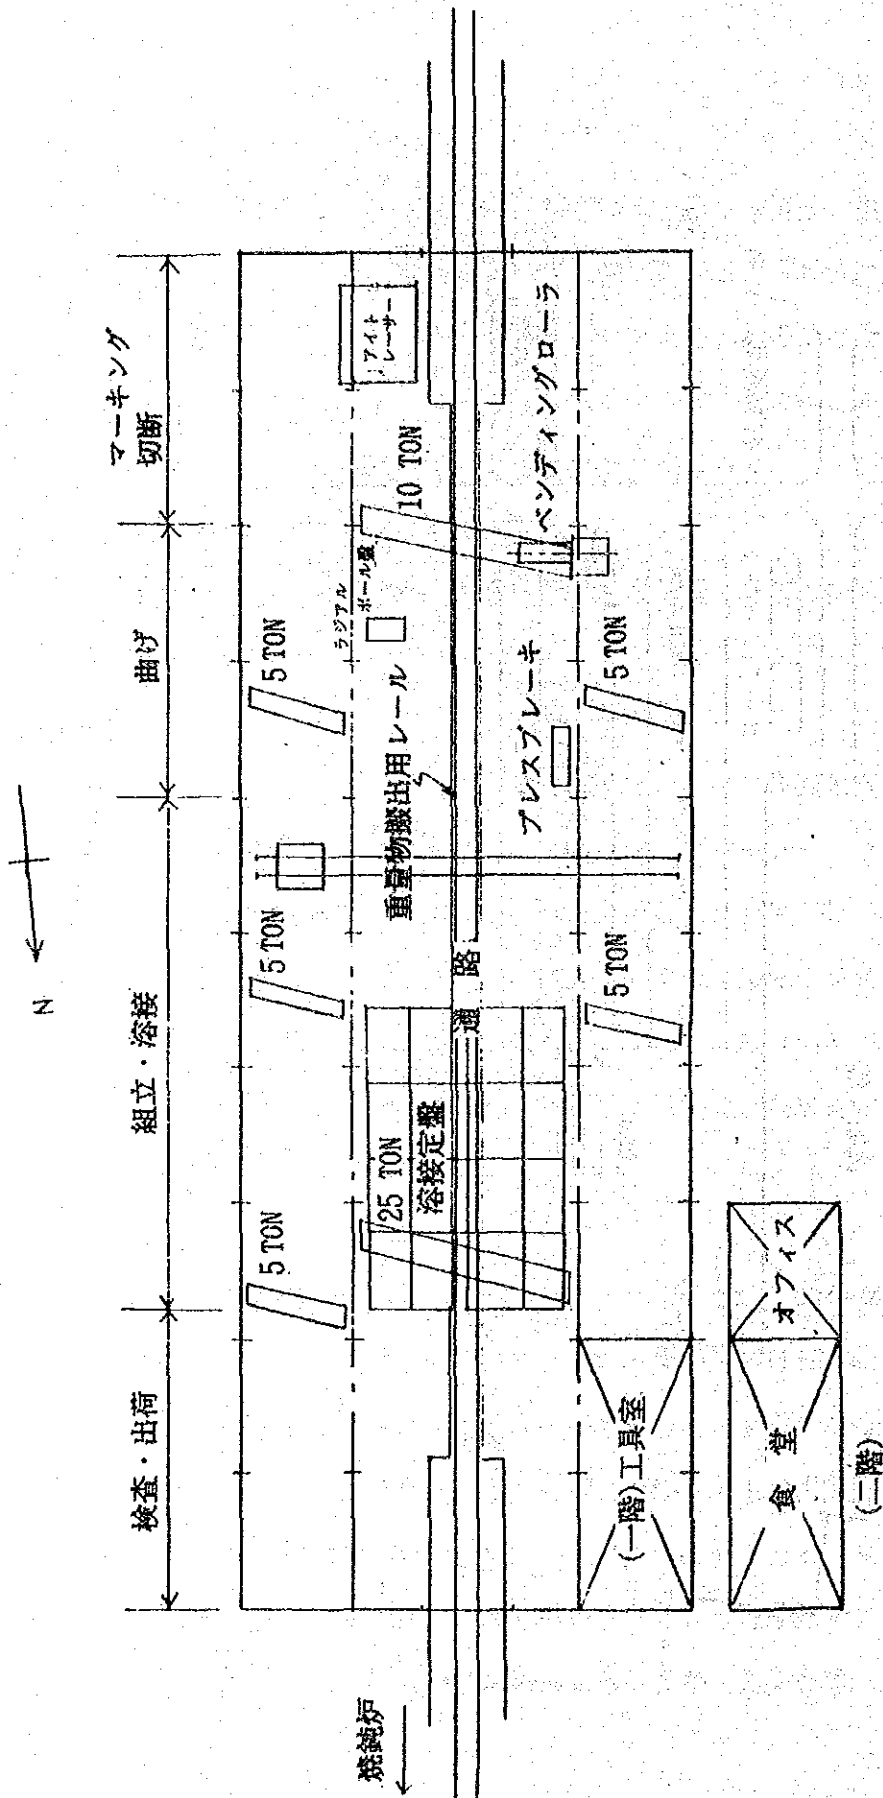 N
検査・出荷
組立・溶接
曲げ
マーキング
切断
5 TON
5 TON
5 TON
ラジアル
ボール盤
アイト
レーサー
焼鈍炉
25 TON
溶接定盤
重量物搬出用レール
10 TON
通路
プレスブレーキ
ベンディングローラ
5 TON
5 TON
(一階)工具室
食堂
オフィス
(二階)